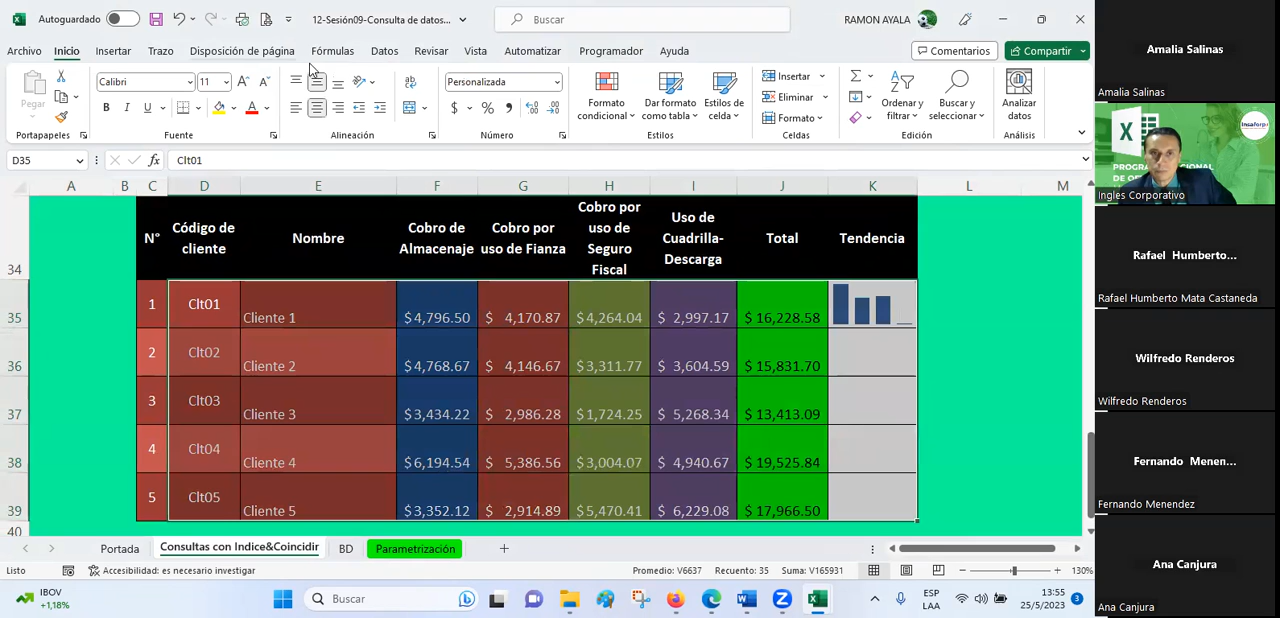 Autoguardado
12-Sesión09-Consulta de datos...
Buscar
RAMON AYALA
Archivo Inicio Insertar Trazo Disposición de página Fórmulas Datos Revisar Vista Automatizar Programador Ayuda
Comentarios
Compartir
Pegar
Calibri 11
N K S
Personalizada
$ % 000
Formato condicional
Dar formato como tabla
Estilos de celda
Insertar
Eliminar
Formato
Ordenar y filtrar
Buscar y seleccionar
Analizar datos
Portapapeles Fuente Alineación Número Estilos Celdas Edición Análisis
D35
fx
Clt01
A B C D E F G H I J K L M
34
N° Código de cliente Nombre Cobro de Almacenaje Cobro por uso de Fianza Cobro por uso de Seguro Fiscal Uso de Cuadrilla-Descarga Total Tendencia
35 1 Clt01 Cliente 1 $4,796.50 $ 4,170.87 $4,264.04 $ 2,997.17 $16,228.58
36 2 Clt02 Cliente 2 $4,768.67 $ 4,146.67 $3,311.77 $ 3,604.59 $15,831.70
37 3 Clt03 Cliente 3 $3,434.22 $ 2,986.28 $1,724.25 $ 5,268.34 $13,413.09
38 4 Clt04 Cliente 4 $6,194.54 $ 5,386.56 $3,004.07 $ 4,940.67 $19,525.84
39 5 Clt05 Cliente 5 $3,352.12 $ 2,914.89 $5,470.41 $ 6,229.08 $17,966.50
40
Portada Consultas con Indice&Coincidir BD Parametrización
Listo
Accesibilidad: es necesario investigar
Promedio: V6637 Recuento: 35 Suma: V165931
130%
IBOV
+1,18%
Buscar
ESP
LAA
13:55
25/5/2023
3
Amalia Salinas
Amalia Salinas
Ingles Corporativo
Rafael Humberto...
Rafael Humberto Mata Castaneda
Wilfredo Renderos
Wilfredo Renderos
Fernando Menen...
Fernando Menendez
Ana Canjura
Ana Canjura